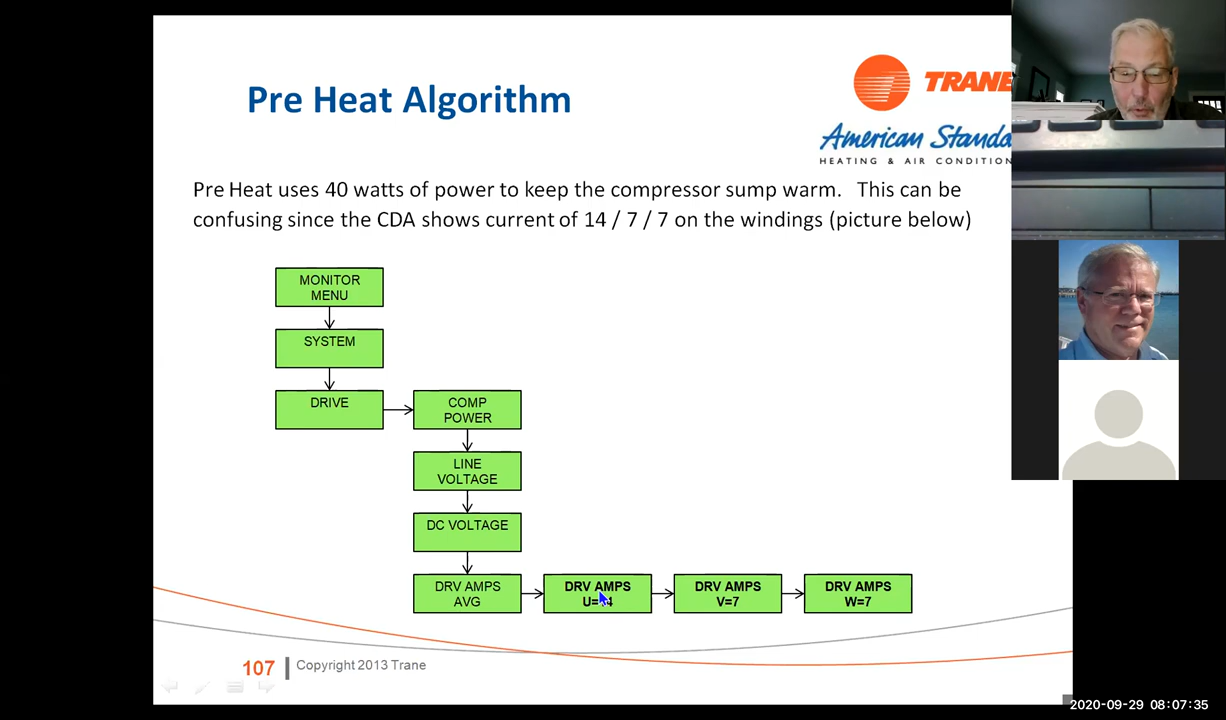 Pre Heat Algorithm
TRANE
American Standa
HEATING & AIR CONDITION
Pre Heat uses 40 watts of power to keep the compressor sump warm. This can be
confusing since the CDA shows current of 14 / 7 / 7 on the windings (picture below)
MONITOR
MENU
SYSTEM
DRIVE
COMP
POWER
LINE
VOLTAGE
DC VOLTAGE
DRV AMPS
AVG
DRV AMPS
DRV AMPS
V=7
DRV AMPS
W=7
107
Copyright 2013 Trane
2020-09-29 08:07:35